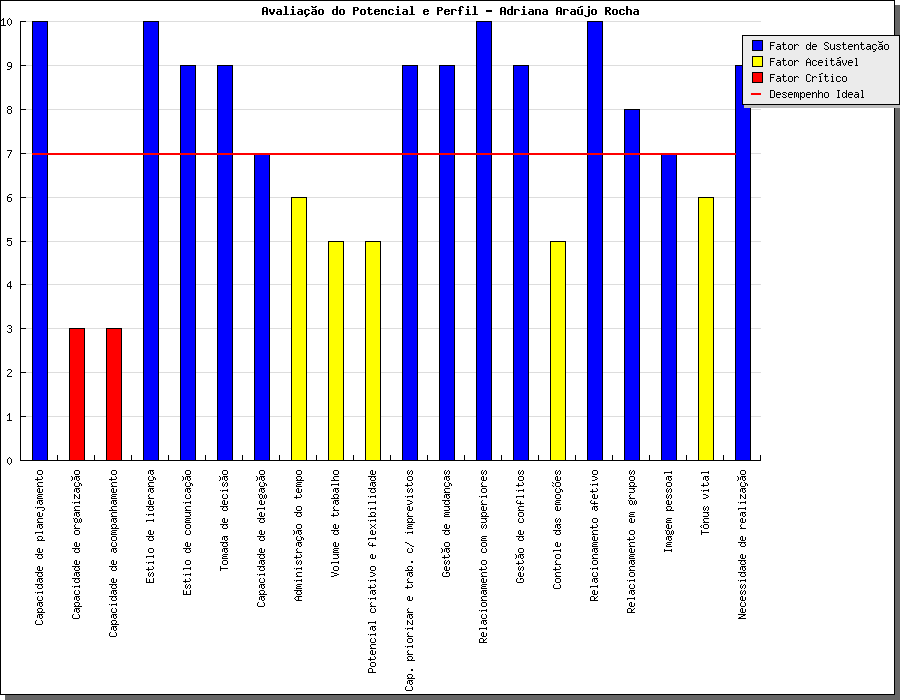 Avaliação do Potencial e Perfil - Adriana Araújo Rocha
Fator de Sustentação
Fator Aceitável
Fator Crítico
Desempenho Ideal
10
9
8
7
6
5
4
3
2
1
0
Capacidade de planejamento
Capacidade de organização
Capacidade de acompanhamento
Estilo de liderança
Estilo de comunicação
Tomada de decisão
Capacidade de delegação
Administração do tempo
Volume de trabalho
Potencial criativo e flexibilidade
Cap. priorizar e trab. c/ imprevistos
Gestão de mudanças
Relacionamento com superiores
Gestão de conflitos
Controle das emoções
Relacionamento afetivo
Relacionamento em grupos
Imagem pessoal
Tônus vital
Necessidade de realização